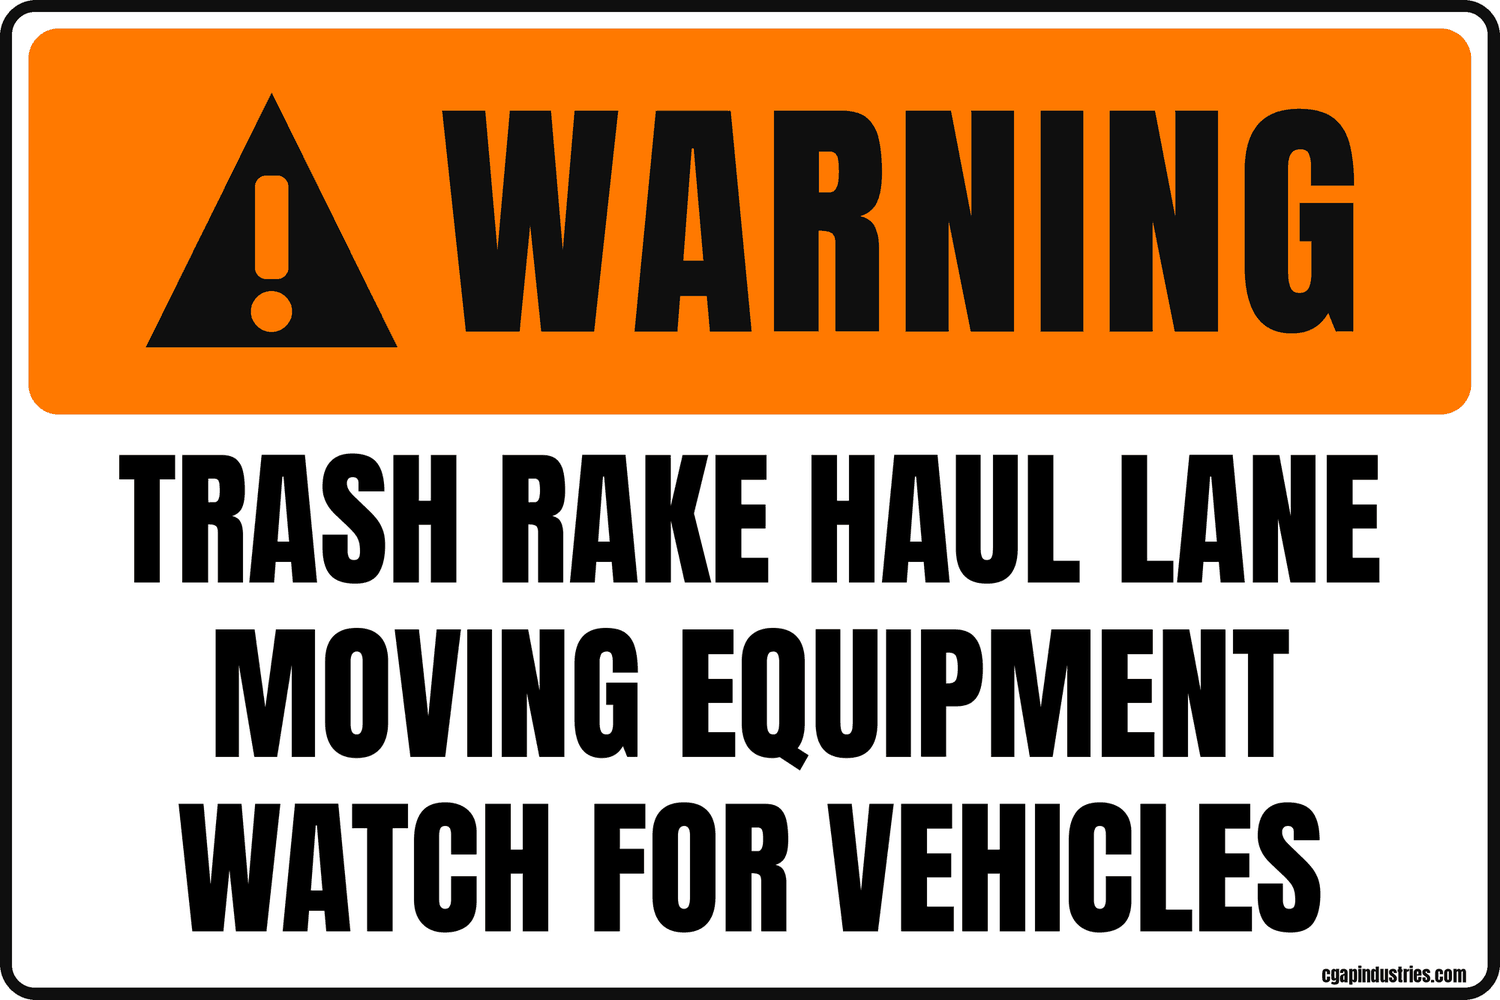 WARNING
TRASH RAKE HAUL LANE
MOVING EQUIPMENT
WATCH FOR VEHICLES
cgapindustries.com